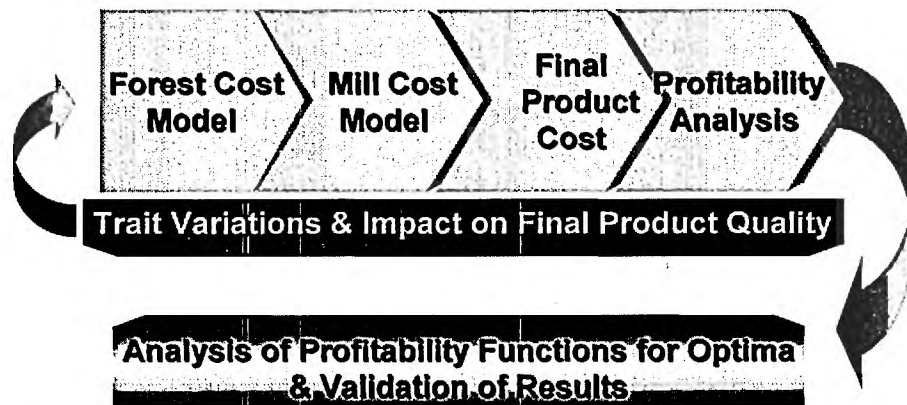 Forest Cost
Model
Mill Cost
Model
Final
Product
Cost
Profitability
Analysis
Trait Variations & Impact on Final Product Quality
Analysis of Profitability Functions for Optima
& Validation of Results